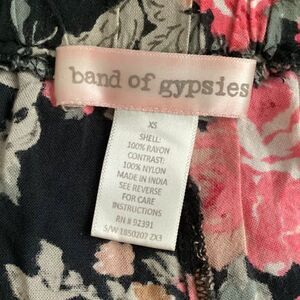 band of gypsies
XS
SHELL:
100% RAYON
CONTRAST:
100% NYLON
MADE IN INDIA
SEE REVERSE
FOR CARE
INSTRUCTIONS
RN # 92391
S/W 1850207 ZX3